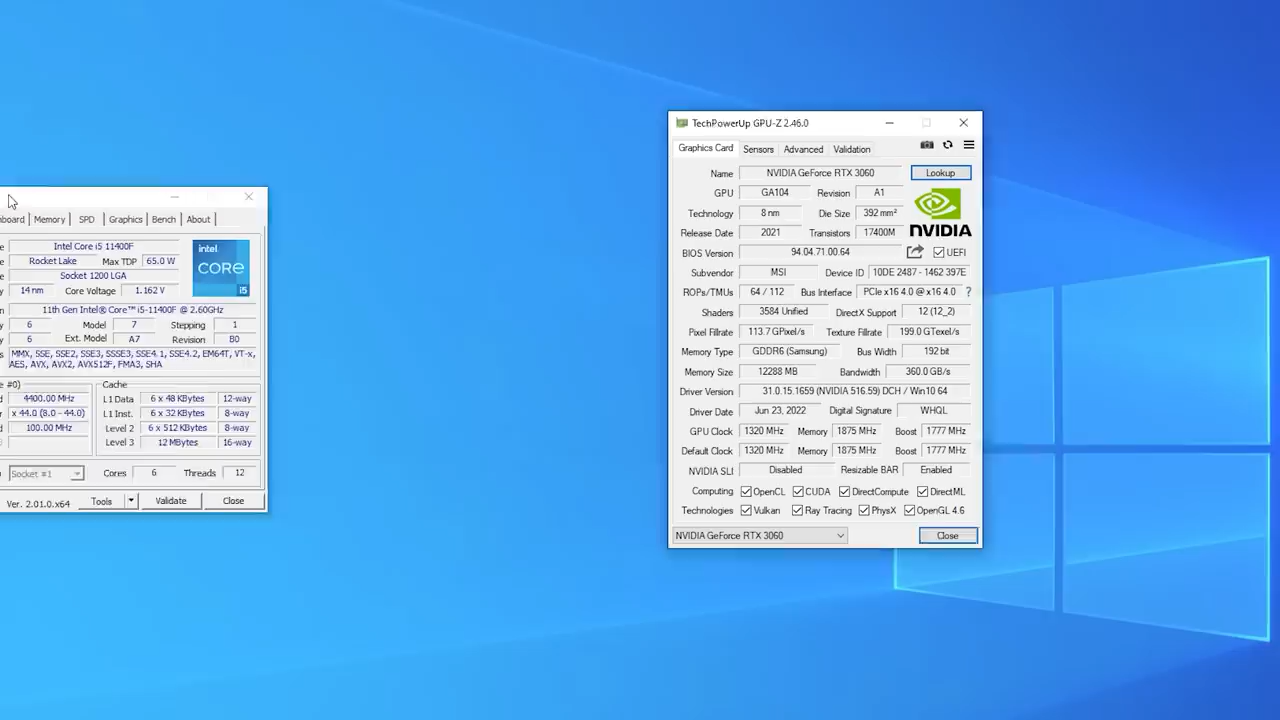 board Memory SPD Graphics Bench About
Intel Core i5 11400F
Rocket Lake Max TDP 65.0 W
Socket 1200 LGA
14 nm Core Voltage 1.162 V
intel
CORE
i5
11th Gen Intel® Core™ i5-11400F @ 2.60GHz
6 Model 7 Stepping 1
6 Ext. Model A7 Revision B0
MMX, SSE, SSE2, SSE3, SSSE3, SSE4.1, SSE4.2, EM64T, VT-x,
AES, AVX, AVX2, AVX512F, FMA3, SHA
#0) Cache
4400.00 MHz L1 Data 6 x 48 KBytes 12-way
x 44.0 (8.0 - 44.0) L1 Inst. 6 x 32 KBytes 8-way
100.00 MHz Level 2 6 x 512 KBytes 8-way
Level 3 12 MBytes 16-way
Socket #1 Cores 6 Threads 12
Ver. 2.01.0.x64 Tools Validate Close
TechPowerUp GPU-Z 2.46.0
Graphics Card Sensors Advanced Validation
Name NVIDIA GeForce RTX 3060 Lookup
GPU GA104 Revision A1
Technology 8 nm Die Size 392 mm²
Release Date 2021 Transistors 17400M
NVIDIA
BIOS Version 94.04.71.00.64 UEFI
Subvendor MSI Device ID 10DE 2487 - 1462 397E
ROPs/TMUs 64 / 112 Bus Interface PCIe x16 4.0 @ x16 4.0 ?
Shaders 3584 Unified DirectX Support 12 (12_2)
Pixel Fillrate 113.7 GPixel/s Texture Fillrate 199.0 GTexel/s
Memory Type GDDR6 (Samsung) Bus Width 192 bit
Memory Size 12288 MB Bandwidth 360.0 GB/s
Driver Version 31.0.15.1659 (NVIDIA 516.59) DCH / Win10 64
Driver Date Jun 23, 2022 Digital Signature WHQL
GPU Clock 1320 MHz Memory 1875 MHz Boost 1777 MHz
Default Clock 1320 MHz Memory 1875 MHz Boost 1777 MHz
NVIDIA SLI Disabled Resizable BAR Enabled
Computing OpenCL CUDA DirectCompute DirectML
Technologies Vulkan Ray Tracing PhysX OpenGL 4.6
NVIDIA GeForce RTX 3060 Close